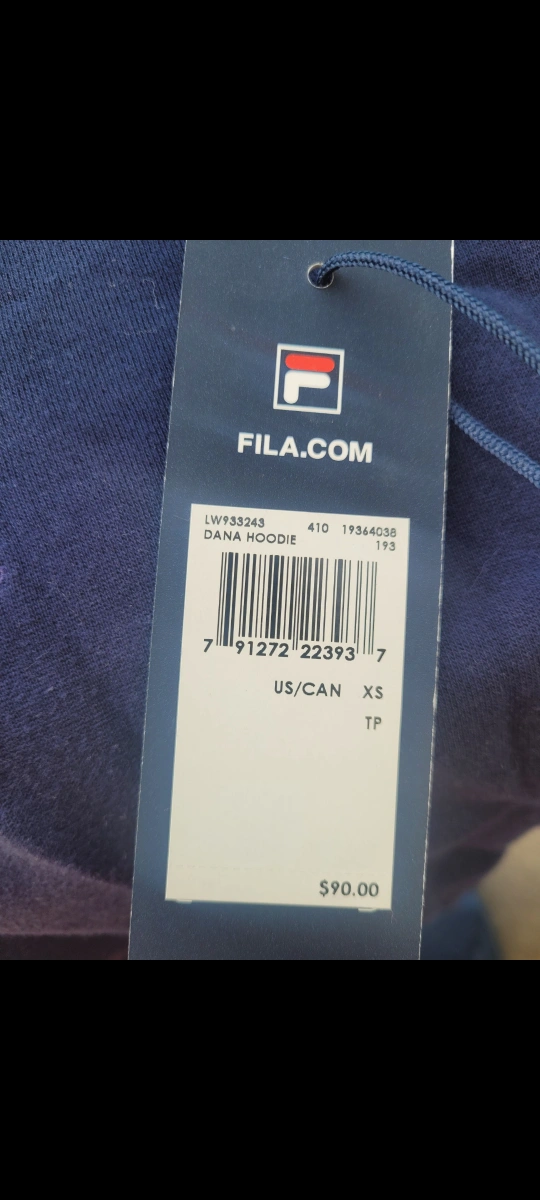 FILA.COM
LW933243 410 19364038
DANA HOODIE 193
7 91272 22393 7
US/CAN XS
TP
$90.00